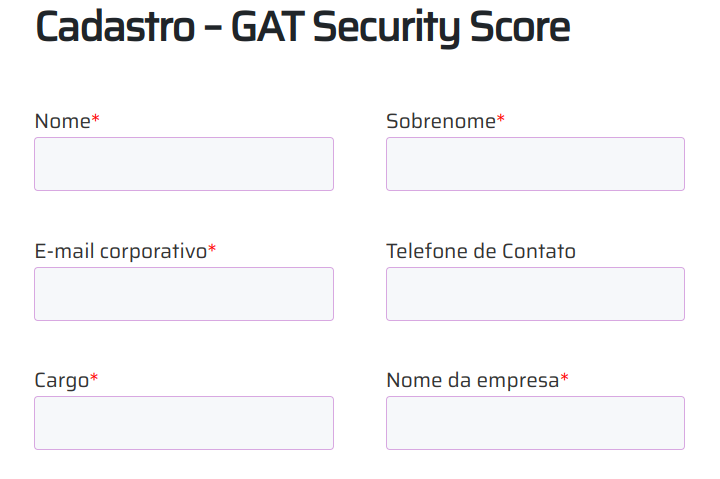 Cadastro – GAT Security Score
Nome*
Sobrenome*
E-mail corporativo*
Telefone de Contato
Cargo*
Nome da empresa*